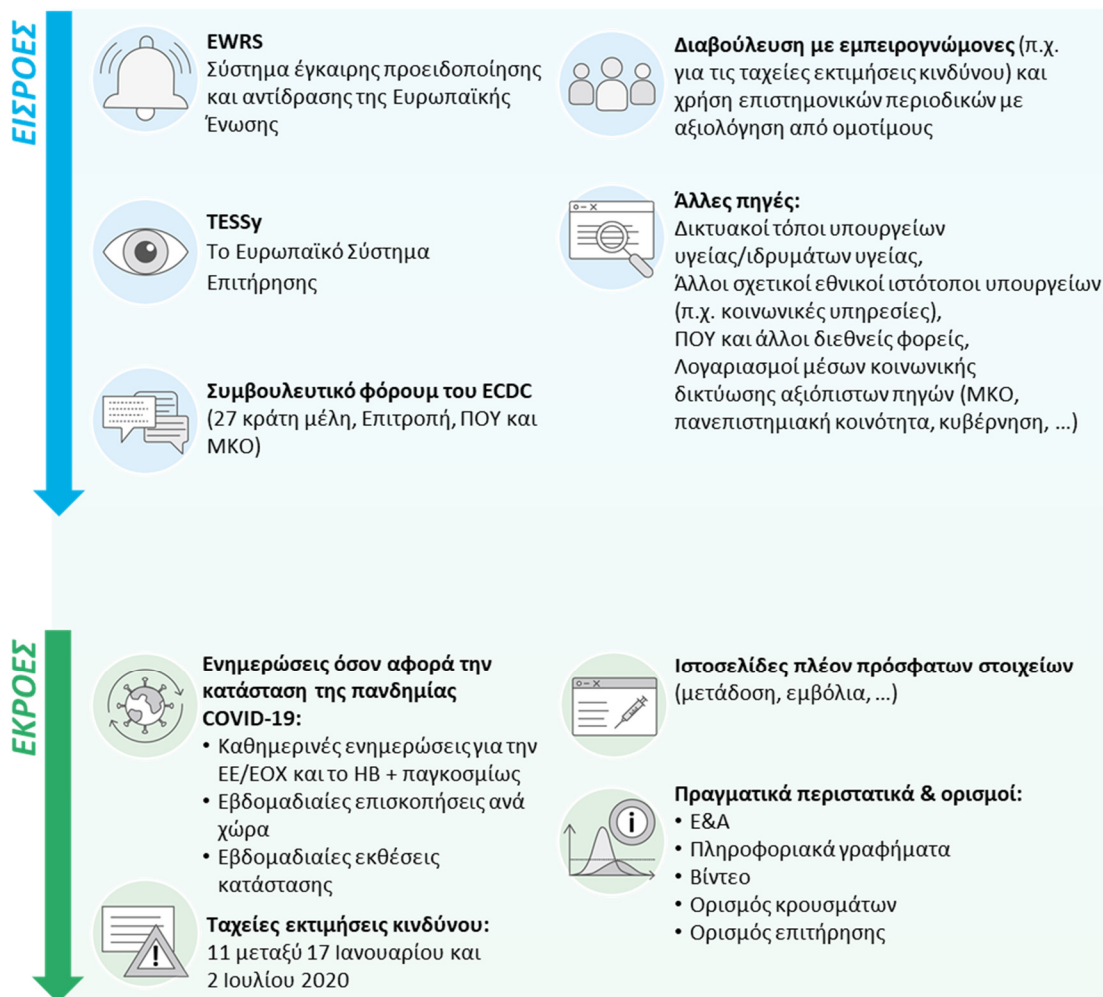 ΕΙΣΡΟΕΣ
EWRS
Σύστημα έγκαιρης προειδοποίησης
και αντίδρασης της Ευρωπαϊκής
Ένωσης
TESSy
Το Ευρωπαϊκό Σύστημα
Επιτήρησης
Συμβουλευτικό φόρουμ του ECDC
(27 κράτη μέλη, Επιτροπή, ΠΟΥ και
ΜΚΟ)
Διαβούλευση με εμπειρογνώμονες (π.χ.
για τις ταχείες εκτιμήσεις κινδύνου) και
χρήση επιστημονικών περιοδικών με
αξιολόγηση από ομοτίμους
Άλλες πηγές:
Δικτυακοί τόποι υπουργείων
υγείας/ιδρυμάτων υγείας,
Άλλοι σχετικοί εθνικοί ιστότοποι υπουργείων
(π.χ. κοινωνικές υπηρεσίες),
ΠΟΥ και άλλοι διεθνείς φορείς,
Λογαριασμοί μέσων κοινωνικής
δικτύωσης αξιόπιστων πηγών (ΜΚΟ,
πανεπιστημιακή κοινότητα, κυβέρνηση, ...)
ΕΚΡΟΕΣ
Ενημερώσεις όσον αφορά την
κατάσταση της πανδημίας
COVID-19:
• Καθημερινές ενημερώσεις για την
ΕΕ/ΕΟΧ και το ΗΒ + παγκοσμίως
• Εβδομαδιαίες επισκοπήσεις ανά
χώρα
• Εβδομαδιαίες εκθέσεις
κατάστασης
Ταχείες εκτιμήσεις κινδύνου:
11 μεταξύ 17 Ιανουαρίου και
2 Ιουλίου 2020
Ιστοσελίδες πλέον πρόσφατων στοιχείων
(μετάδοση, εμβόλια, ...)
Πραγματικά περιστατικά & ορισμοί:
• Ε&Α
• Πληροφοριακά γραφήματα
• Βίντεο
• Ορισμός κρουσμάτων
• Ορισμός επιτήρησης